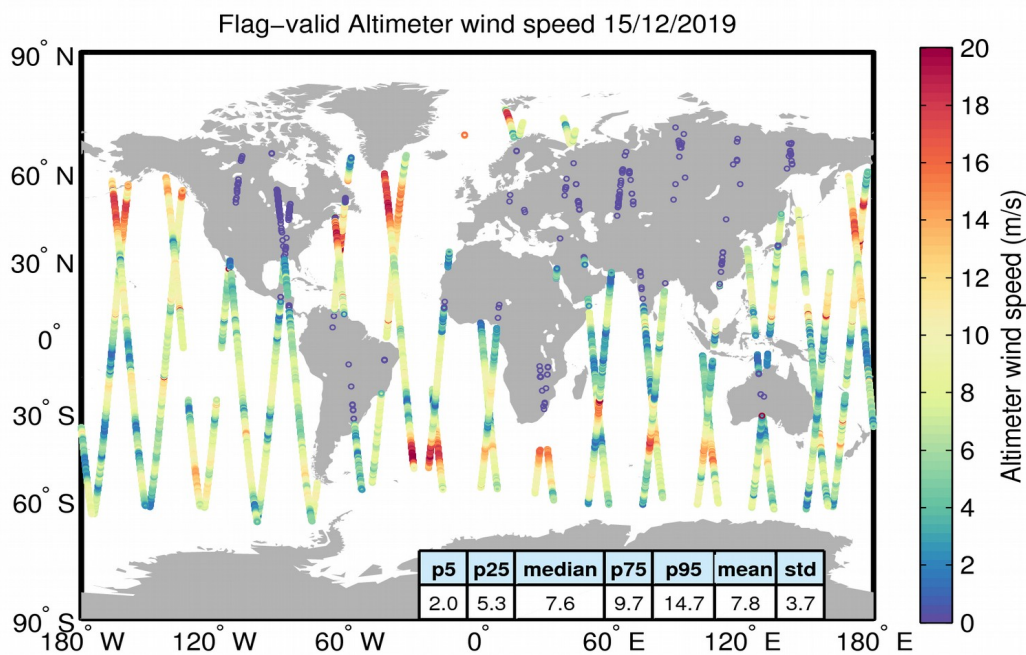 Flag−valid Altimeter wind speed 15/12/2019
90° N
60° N
30° N
0°
30° S
60° S
90° S
180° W
120° W
60° W
0°
60° E
120° E
180° E
20
18
16
14
12
10
8
6
4
2
0
Altimeter wind speed (m/s)
p5 p25 median p75 p95 mean std
2.0 5.3 7.6 9.7 14.7 7.8 3.7